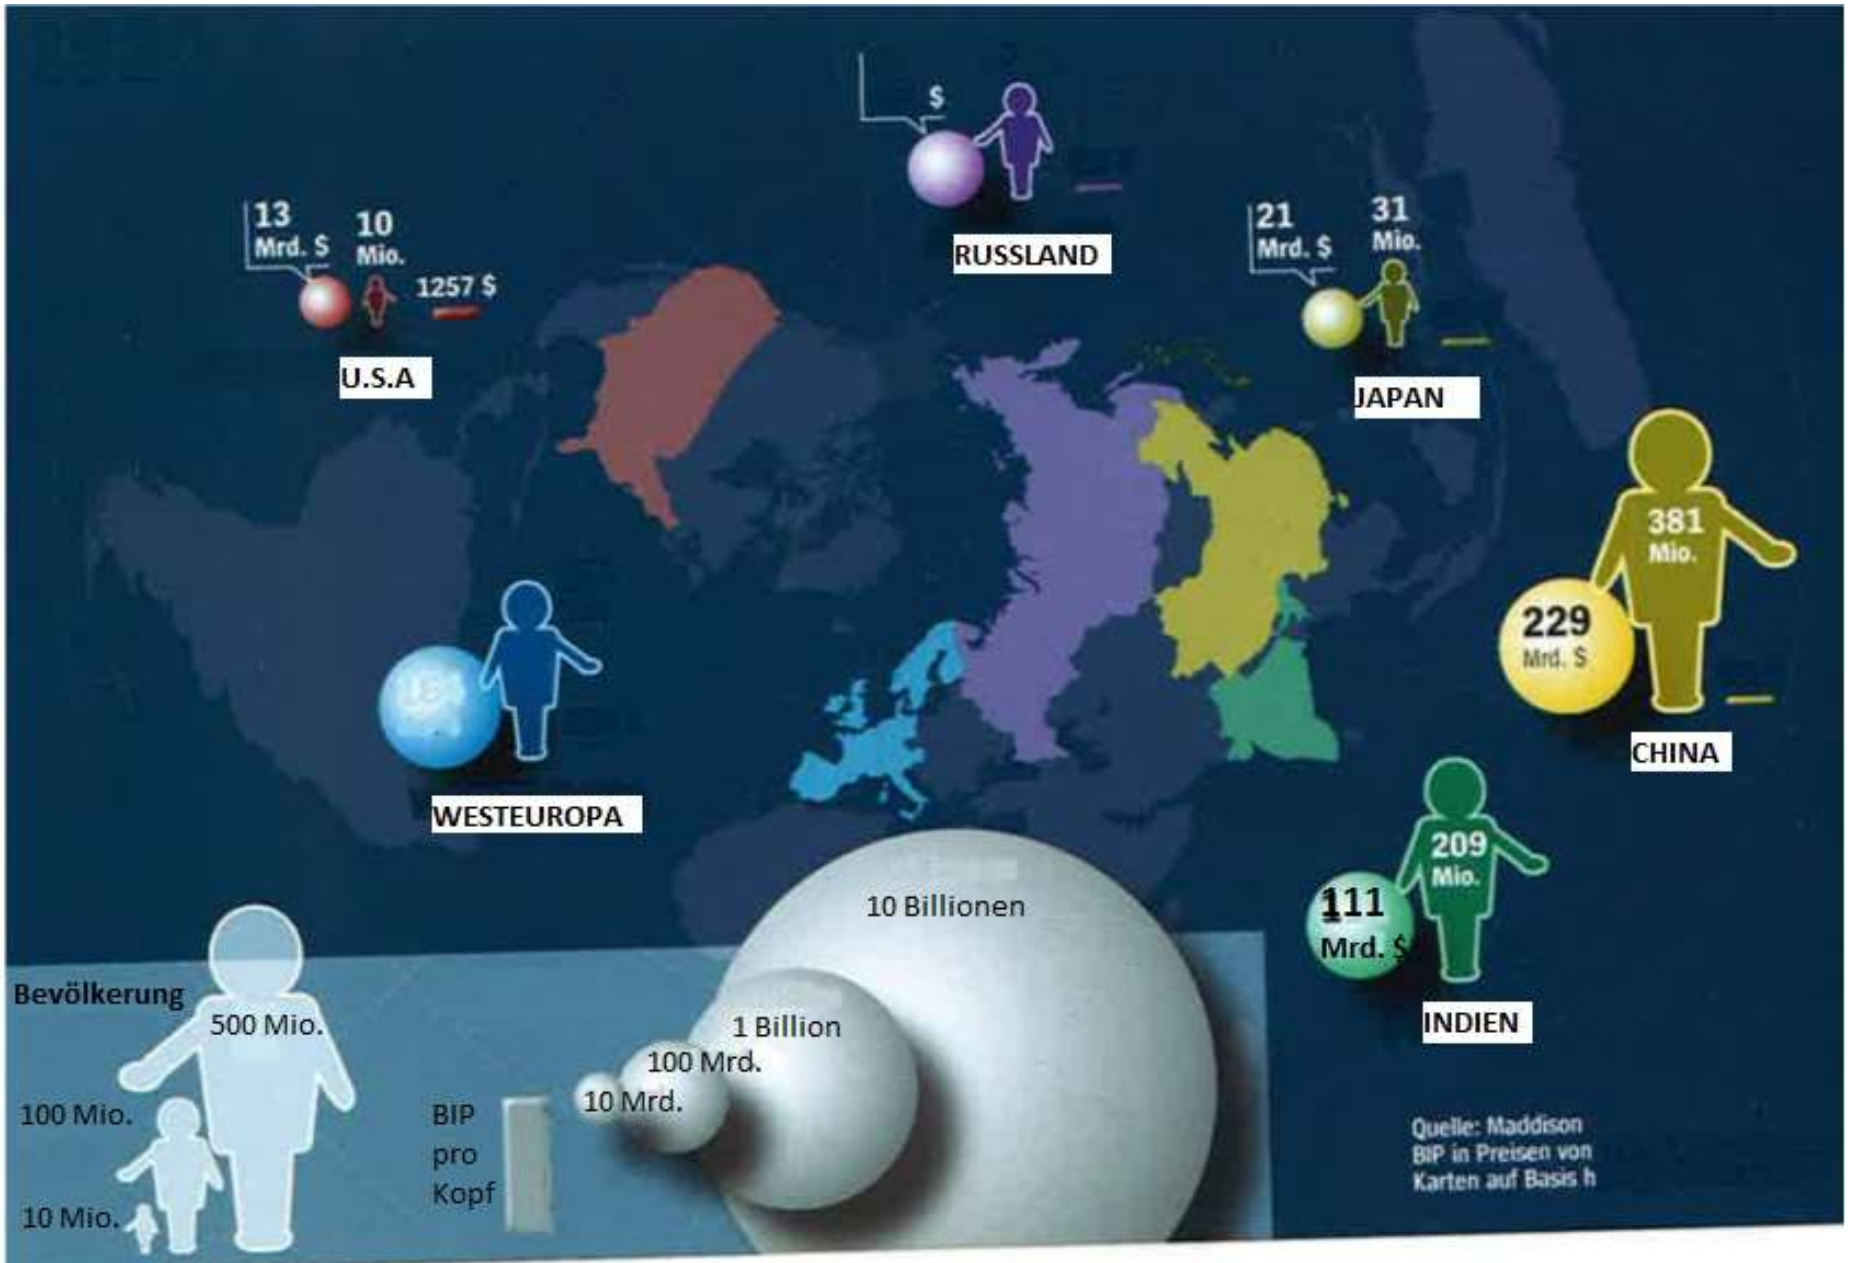 $
RUSSLAND
13
Mrd. $
10
Mio.
1257 $
U.S.A
21
Mrd. $
31
Mio.
JAPAN
381
Mio.
229
Mrd. $
CHINA
WESTEUROPA
209
Mio.
111
Mrd. $
INDIEN
Bevölkerung
500 Mio.
100 Mio.
10 Mio.
BIP
pro
Kopf
10 Billionen
1 Billion
100 Mrd.
10 Mrd.
Quelle: Maddison
BIP in Preisen von
Karten auf Basis h